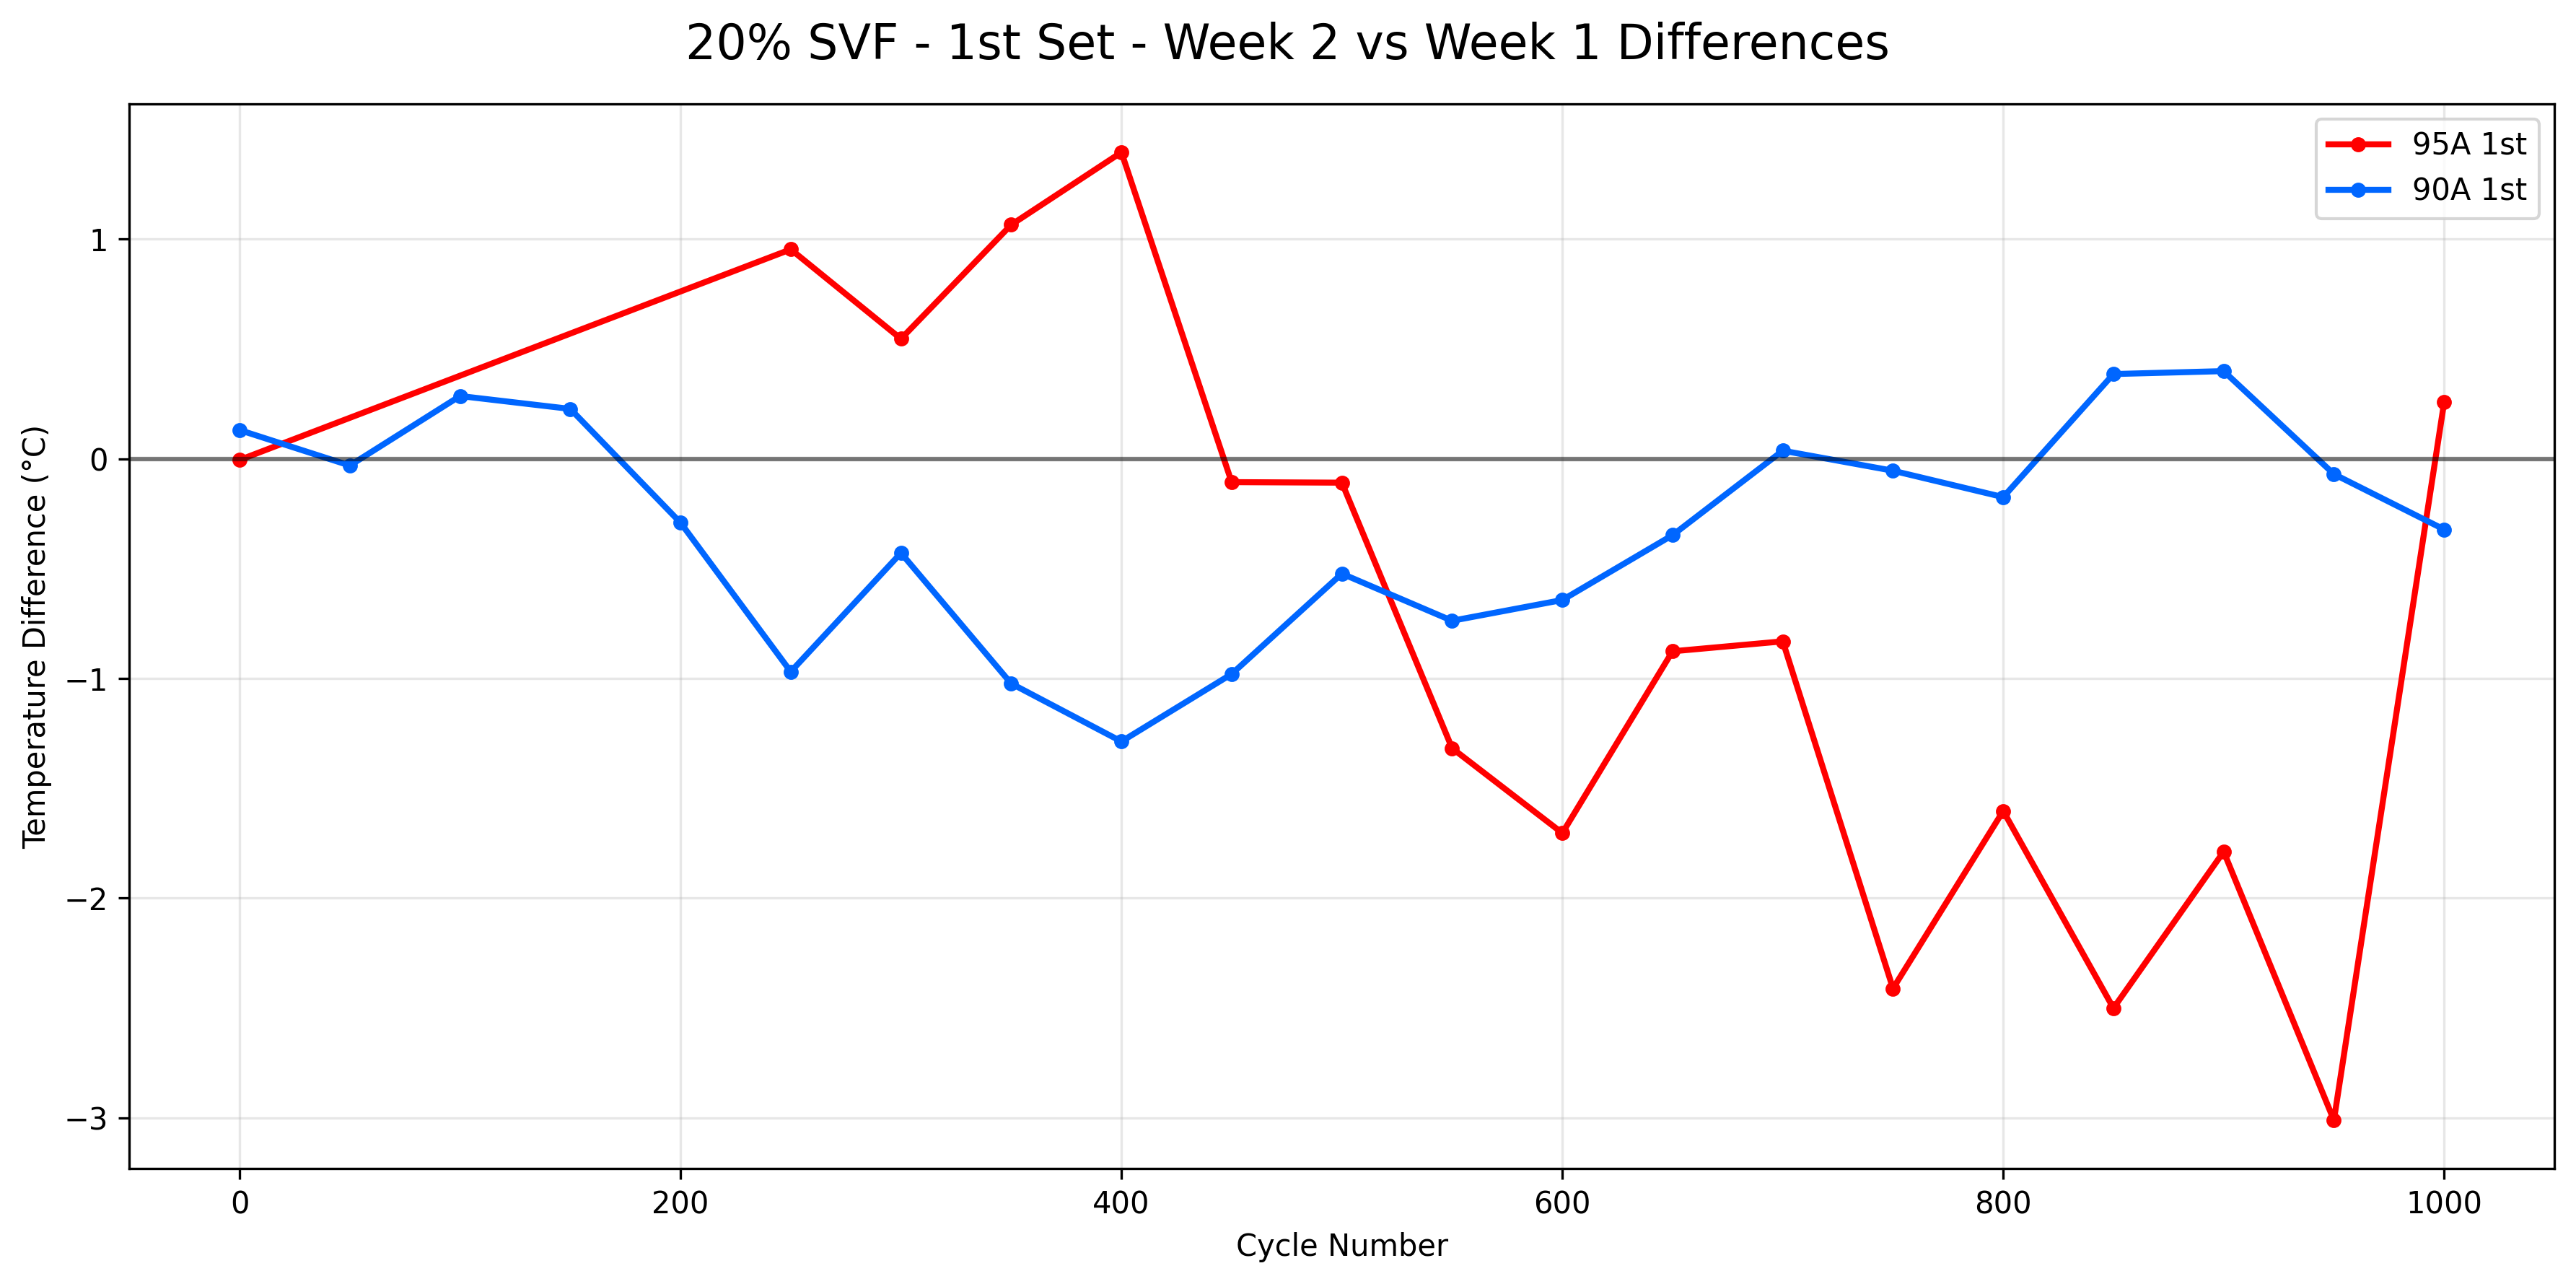 20% SVF - 1st Set - Week 2 vs Week 1 Differences
95A 1st
90A 1st
Temperature Difference (°C)
1
0
−1
−2
−3
0 200 400 600 800 1000
Cycle Number